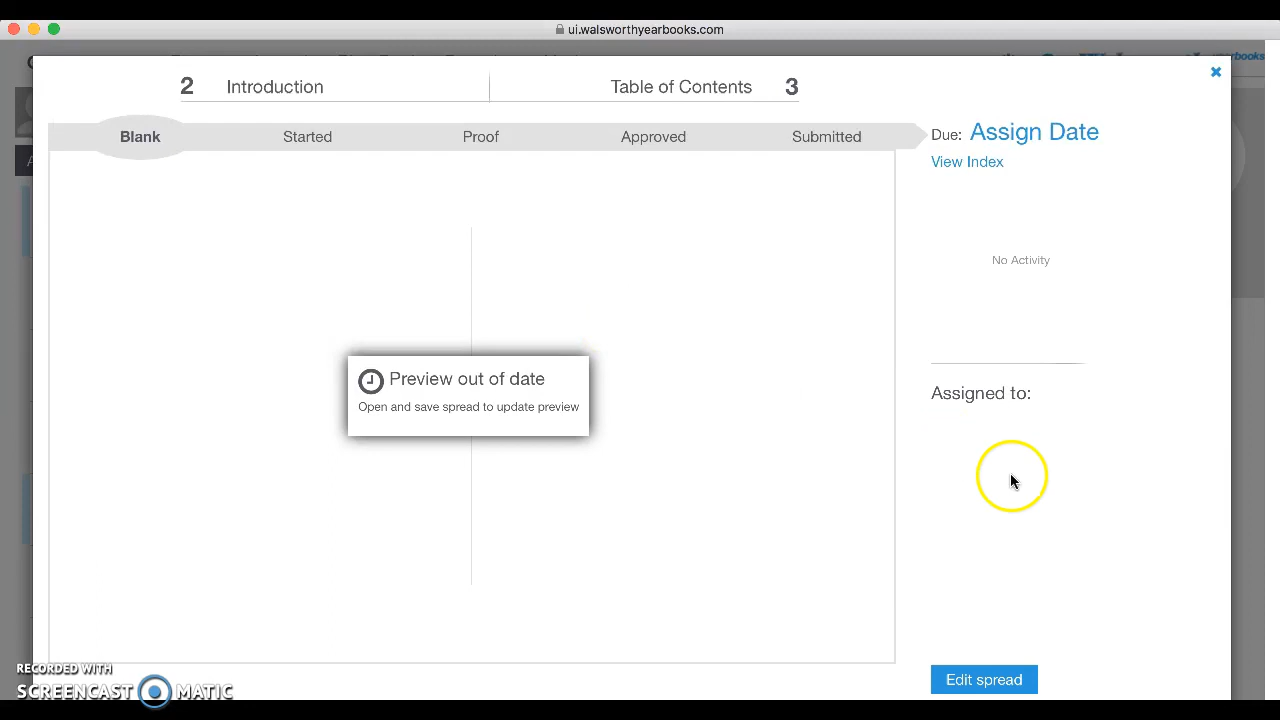 ui.walsworthyearbooks.com
2 Introduction Table of Contents 3
Blank Started Proof Approved Submitted
Due: Assign Date
View Index
No Activity
Preview out of date
Open and save spread to update preview
Assigned to:
Edit spread
RECORDED WITH
SCREENCAST MATIC